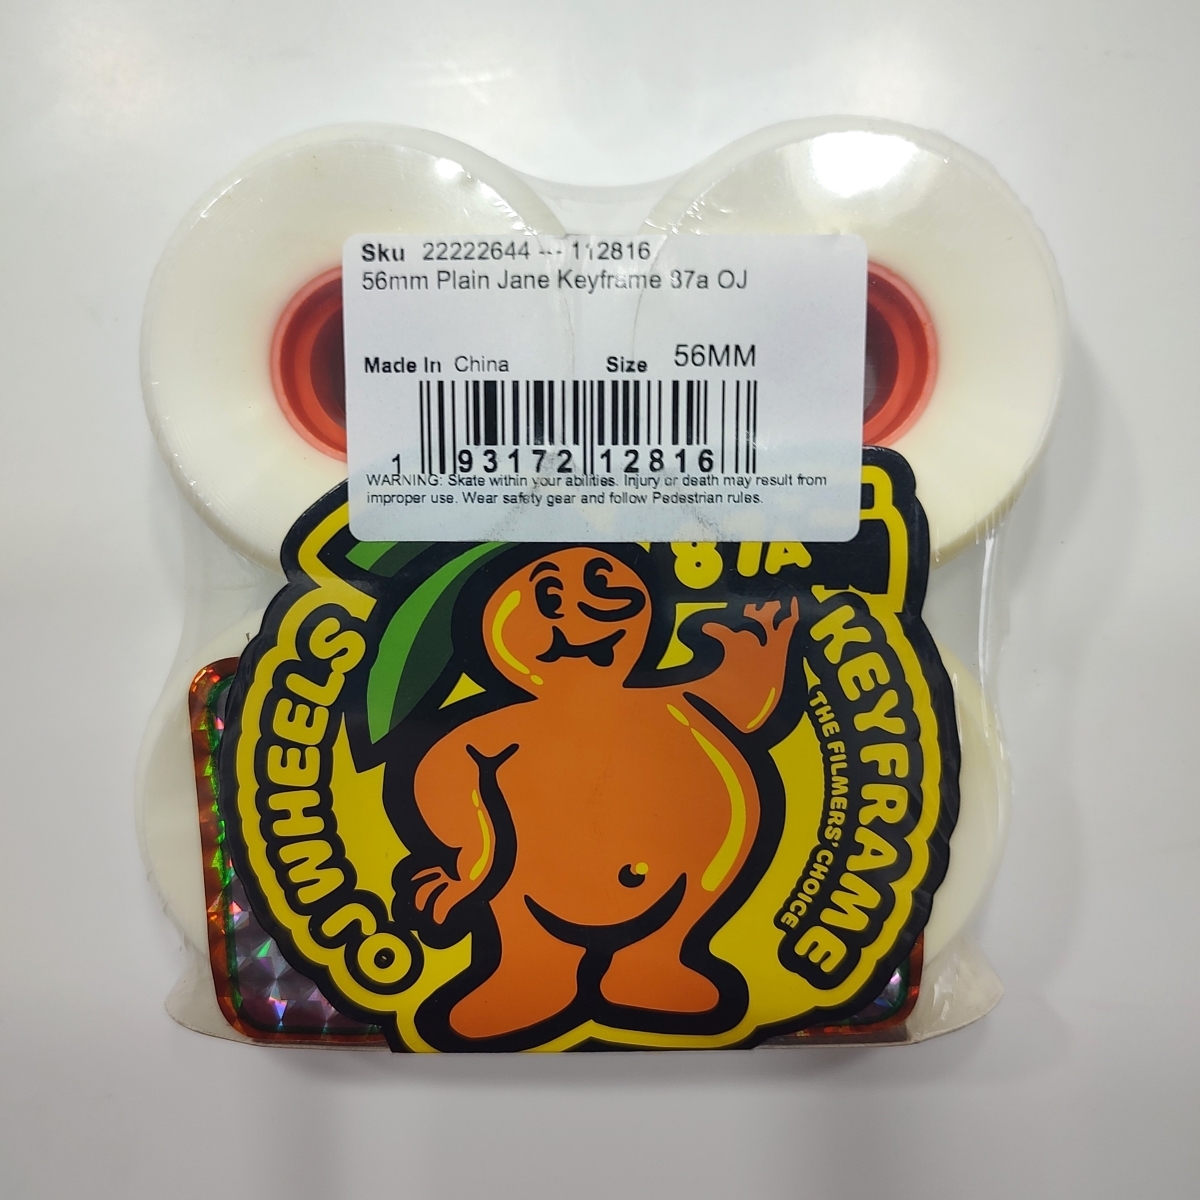 Sku 22222644 --- 112816
56mm Plain Jane Keyframe 87a OJ
Made In China Size 56MM
1 93172 12816
WARNING: Skate within your abilities. Injury or death may result from
improper use. Wear safety gear and follow Pedestrian rules.
87A
OJ WHEELS
KEYFRAME
THE FILMERS' CHOICE